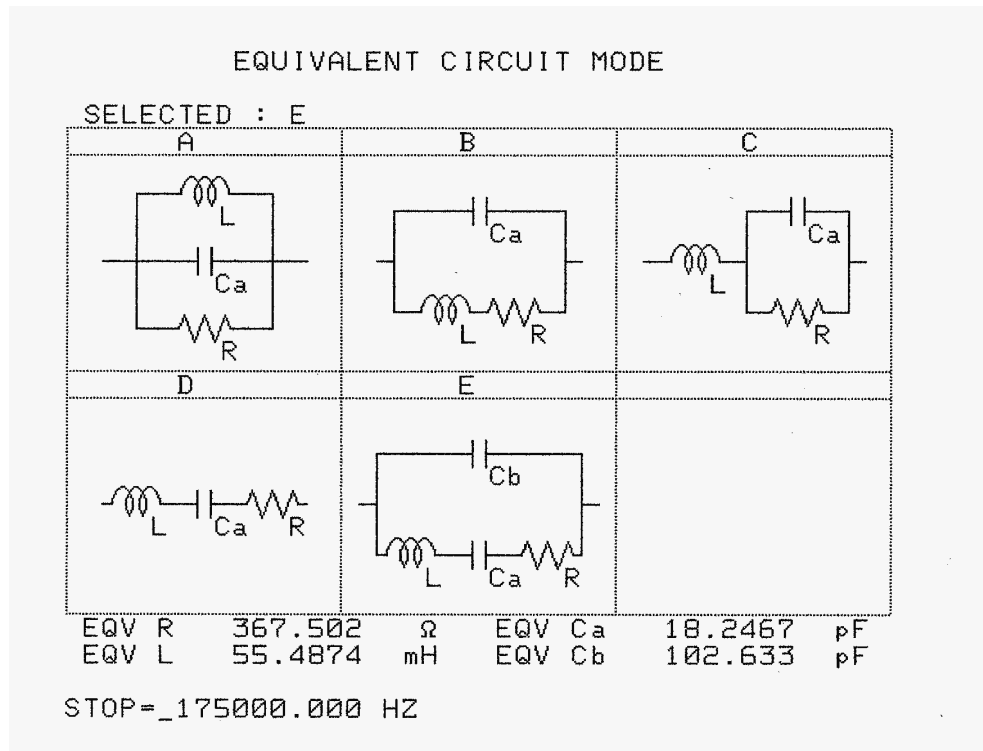 EQUIVALENT CIRCUIT MODE
SELECTED : E
A B C
L
Ca
R
Ca
L R
Ca
L
R
D E
L Ca R
Cb
L Ca R
EQV R 367.502 Ω EQV Ca 18.2467 pF
EQV L 55.4874 mH EQV Cb 102.633 pF
STOP=_175000.000 HZ